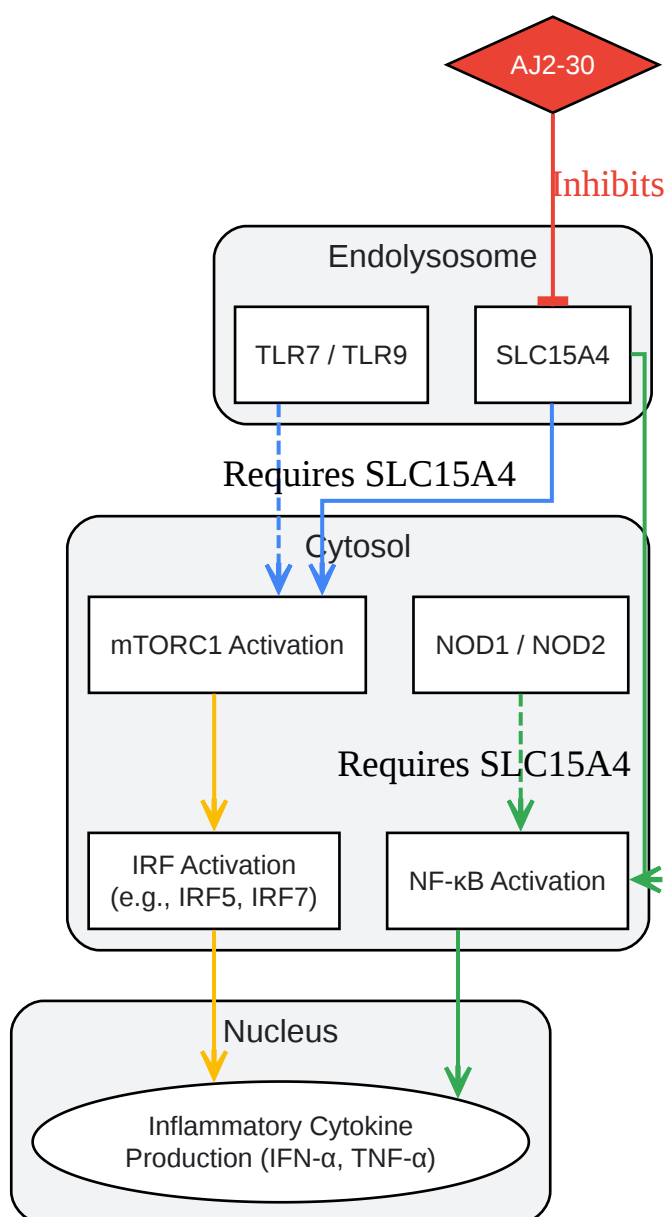 AJ2-30
Inhibits
Endolysosome
TLR7 / TLR9
SLC15A4
Requires SLC15A4
Cytosol
mTORC1 Activation
NOD1 / NOD2
Requires SLC15A4
IRF Activation
(e.g., IRF5, IRF7)
NF-κB Activation
Nucleus
Inflammatory Cytokine
Production (IFN-α, TNF-α)